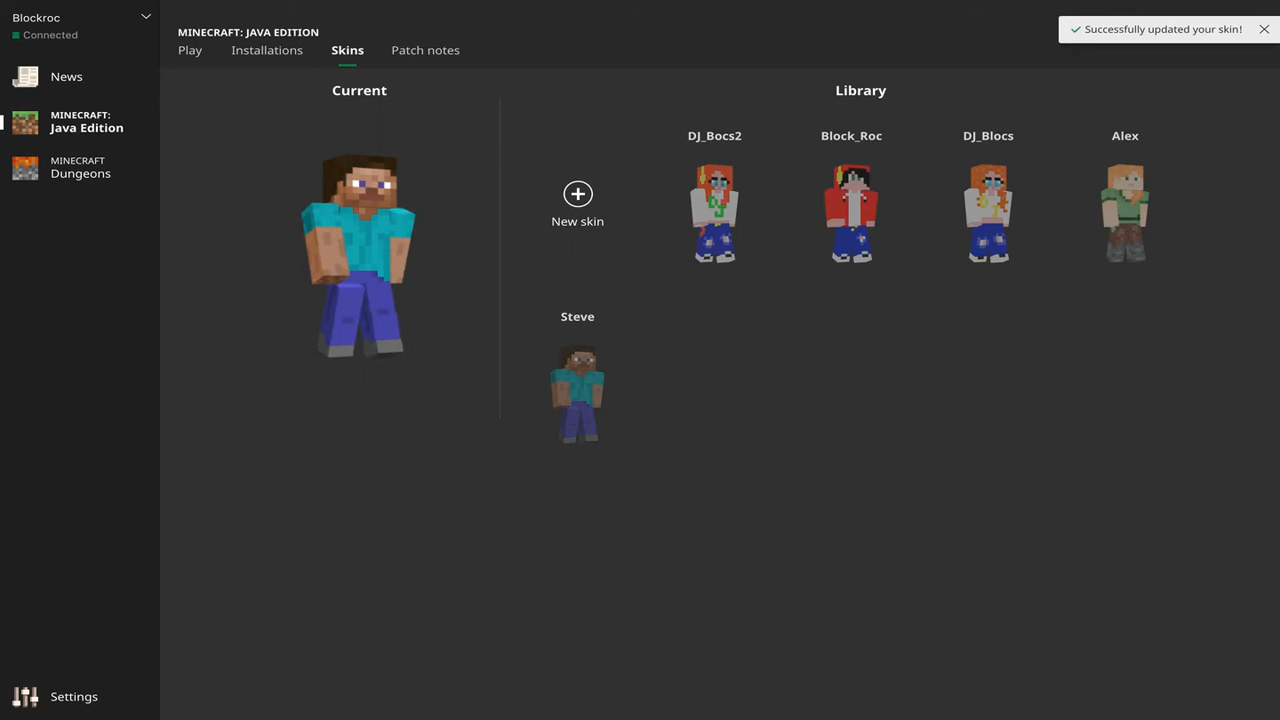 Blockroc
Connected
News
MINECRAFT:
Java Edition
MINECRAFT
Dungeons
Settings
MINECRAFT: JAVA EDITION
Play Installations Skins Patch notes
Successfully updated your skin!
Current
Library
New skin
DJ_Bocs2
Block_Roc
DJ_Blocs
Alex
Steve